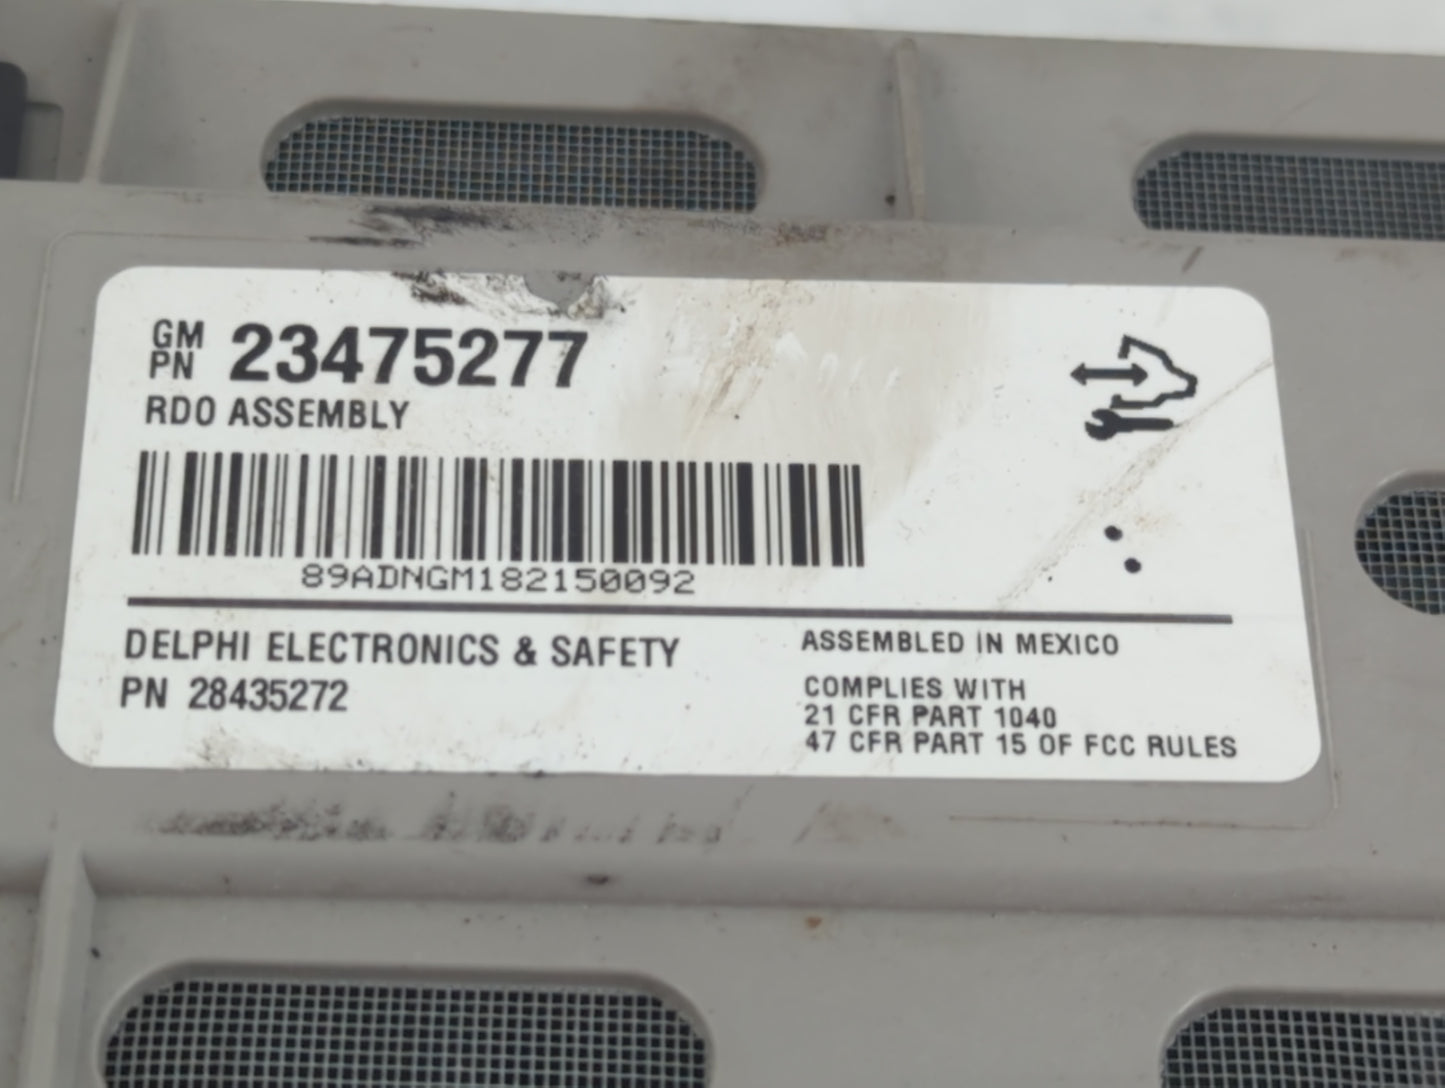 GM
PN 23475277
RDO ASSEMBLY
89ADNGM182150092
DELPHI ELECTRONICS & SAFETY
PN 28435272
ASSEMBLED IN MEXICO
COMPLIES WITH
21 CFR PART 1040
47 CFR PART 15 OF FCC RULES